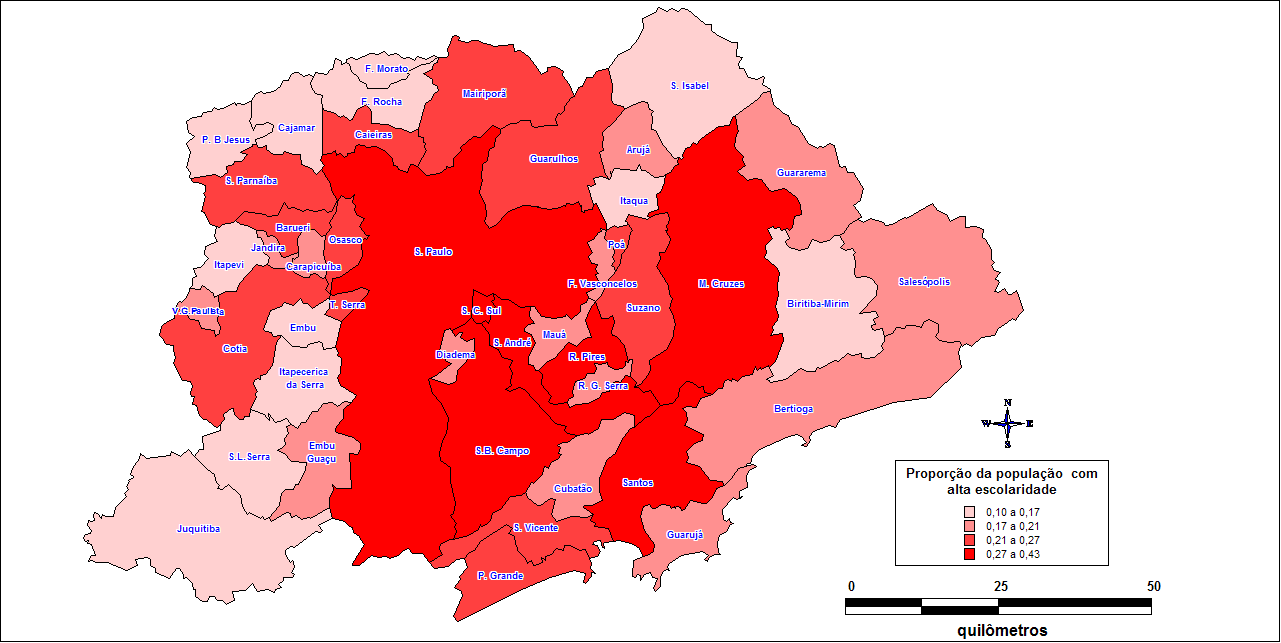 F. Morato
F. Rocha
Mairiporã
S. Isabel
Cajamar
P. B Jesus
Caieiras
Guarulhos
Arujá
Guararema
S. Parnaíba
Itaqua
Barueri
Osasco
Jandira
S. Paulo
Poá
Itapevi
Carapicuíba
F. Vasconcelos
M. Cruzes
Salesópolis
V.G.Paulista
T. Serra
S. C. Sul
Suzano
Biritiba-Mirim
Embu
Mauá
S. André
Cotia
Diadema
R. Pires
Itapecerica
da Serra
R. G. Serra
Bertioga
Embu
Guaçu
S.L.Serra
S.B. Campo
Cubatão
Santos
Juquitiba
S. Vicente
Guarujá
P. Grande
N
W E
S
Proporção da população com
alta escolaridade
0,10 a 0,17
0,17 a 0,21
0,21 a 0,27
0,27 a 0,43
0 25 50
quilômetros